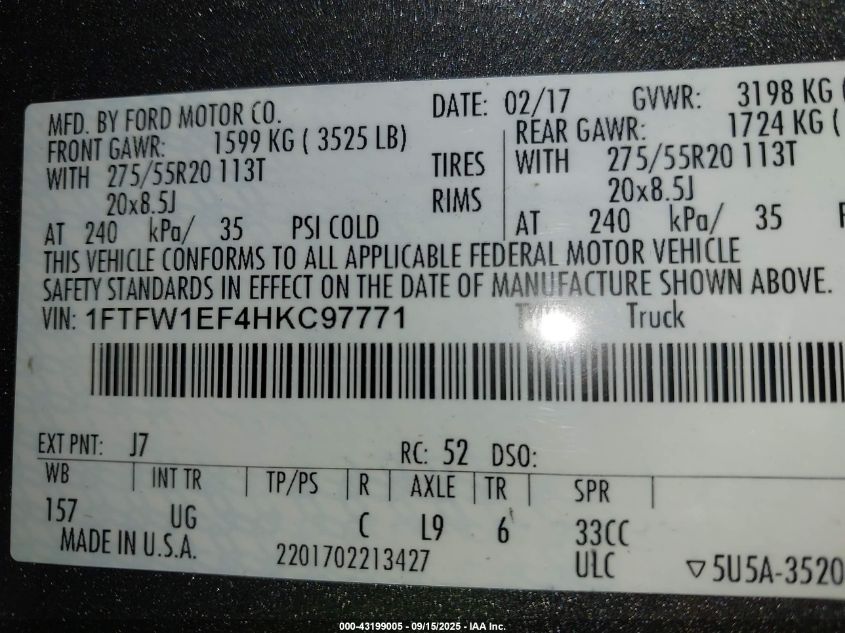 MFD. BY FORD MOTOR CO. DATE: 02/17 GVWR: 3198 KG (
FRONT GAWR: 1599 KG ( 3525 LB) REAR GAWR: 1724 KG (
WITH 275/55R20 113T TIRES WITH 275/55R20 113T
20x8.5J RIMS 20x8.5J
AT 240 kPa/ 35 PSI COLD AT 240 kPa/ 35
THIS VEHICLE CONFORMS TO ALL APPLICABLE FEDERAL MOTOR VEHICLE
SAFETY STANDARDS IN EFFECT ON THE DATE OF MANUFACTURE SHOWN ABOVE.
VIN: 1FTFW1EF4HKC97771 Truck
EXT PNT: J7 RC: 52 DSO:
WB INT TR TP/PS R AXLE TR SPR
157 UG C L9 6 33CC
MADE IN U.S.A. 2201702213427 ULC ▽5U5A-3520
000-43199005 - 09/15/2025 - IAA Inc.